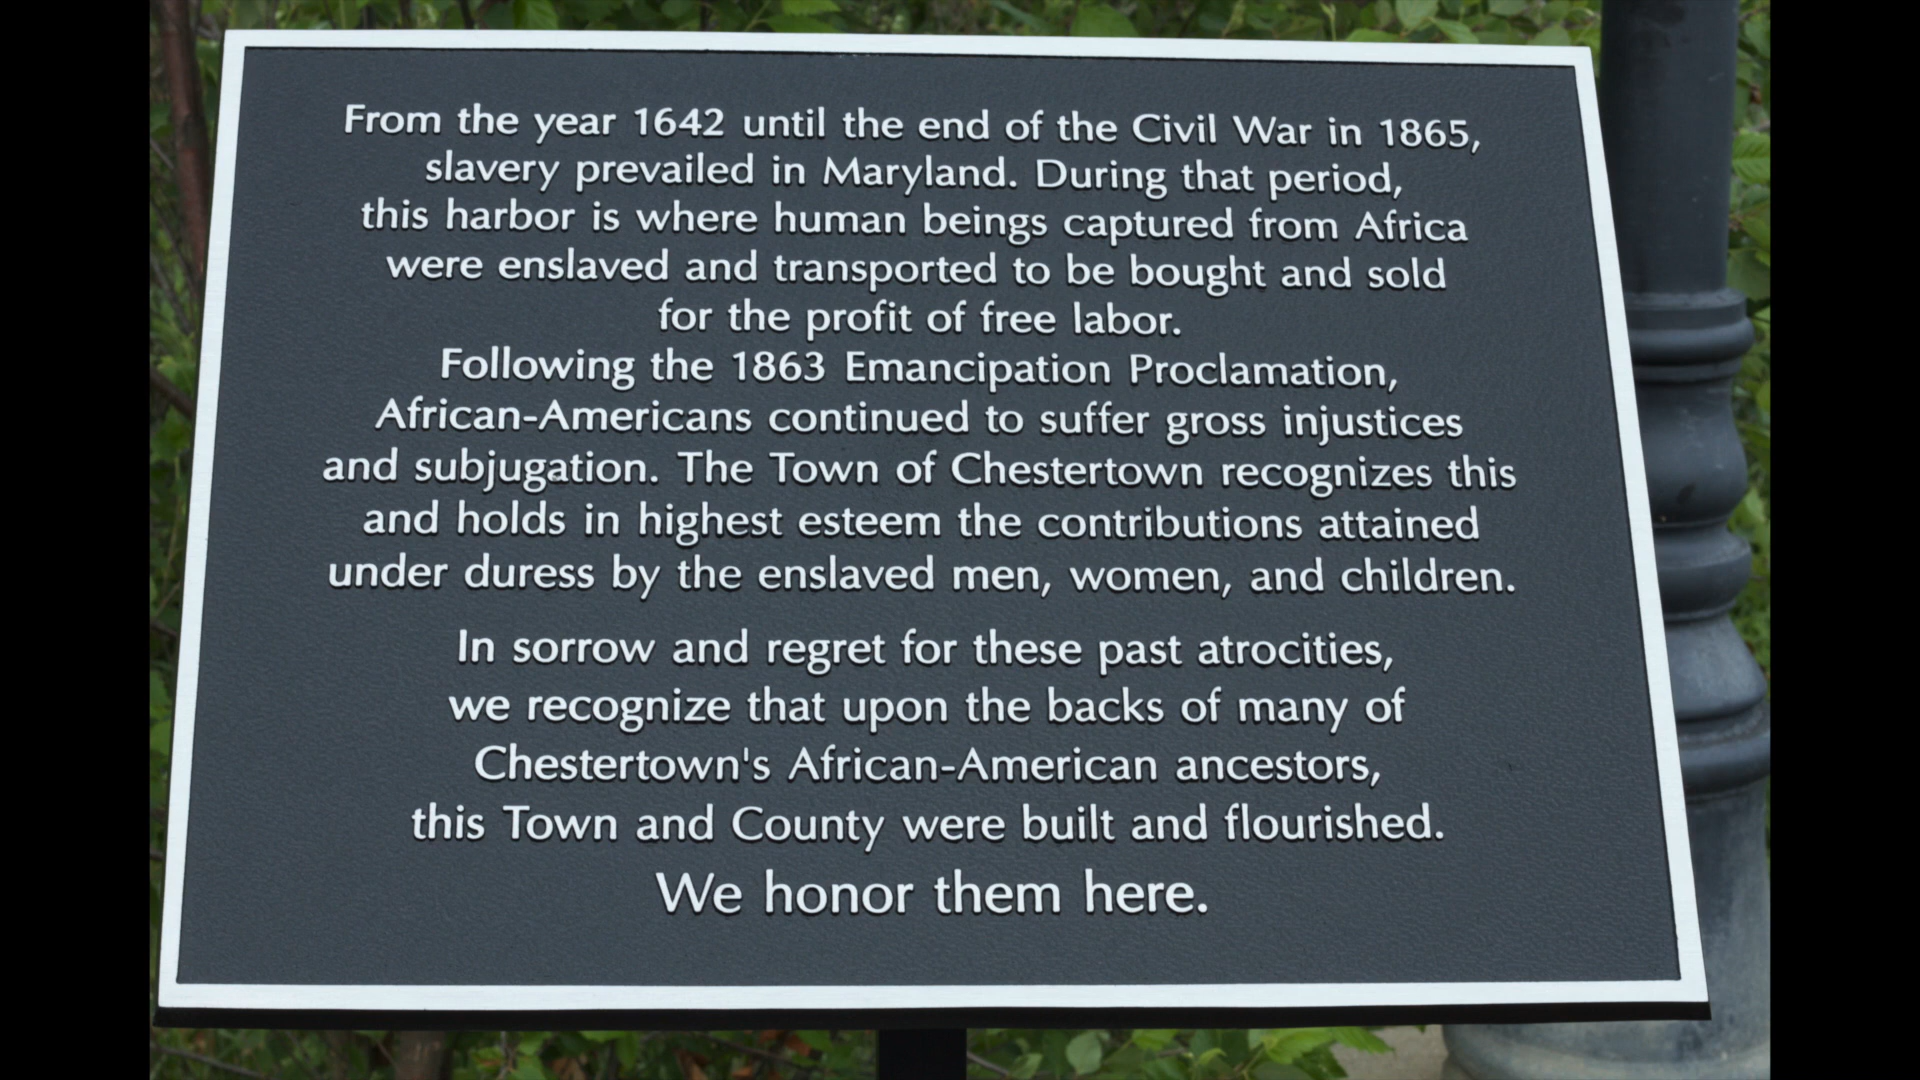 From the year 1642 until the end of the Civil War in 1865,
slavery prevailed in Maryland. During that period,
this harbor is where human beings captured from Africa
were enslaved and transported to be bought and sold
for the profit of free labor.
Following the 1863 Emancipation Proclamation,
African-Americans continued to suffer gross injustices
and subjugation. The Town of Chestertown recognizes this
and holds in highest esteem the contributions attained
under duress by the enslaved men, women, and children.
In sorrow and regret for these past atrocities,
we recognize that upon the backs of many of
Chestertown's African-American ancestors,
this Town and County were built and flourished.
We honor them here.